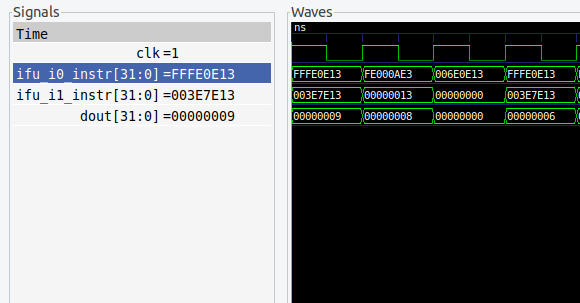 Signals
Waves
Time
ns
clk =1
ifu_i0_instr[31:0] =FFFE0E13
FFFE0E13 FE000AE3 006E0E13 FFFE0E13
ifu_i1_instr[31:0] =003E7E13
003E7E13 00000013 00000000 003E7E13
dout[31:0] =00000009
00000009 00000008 00000000 00000006